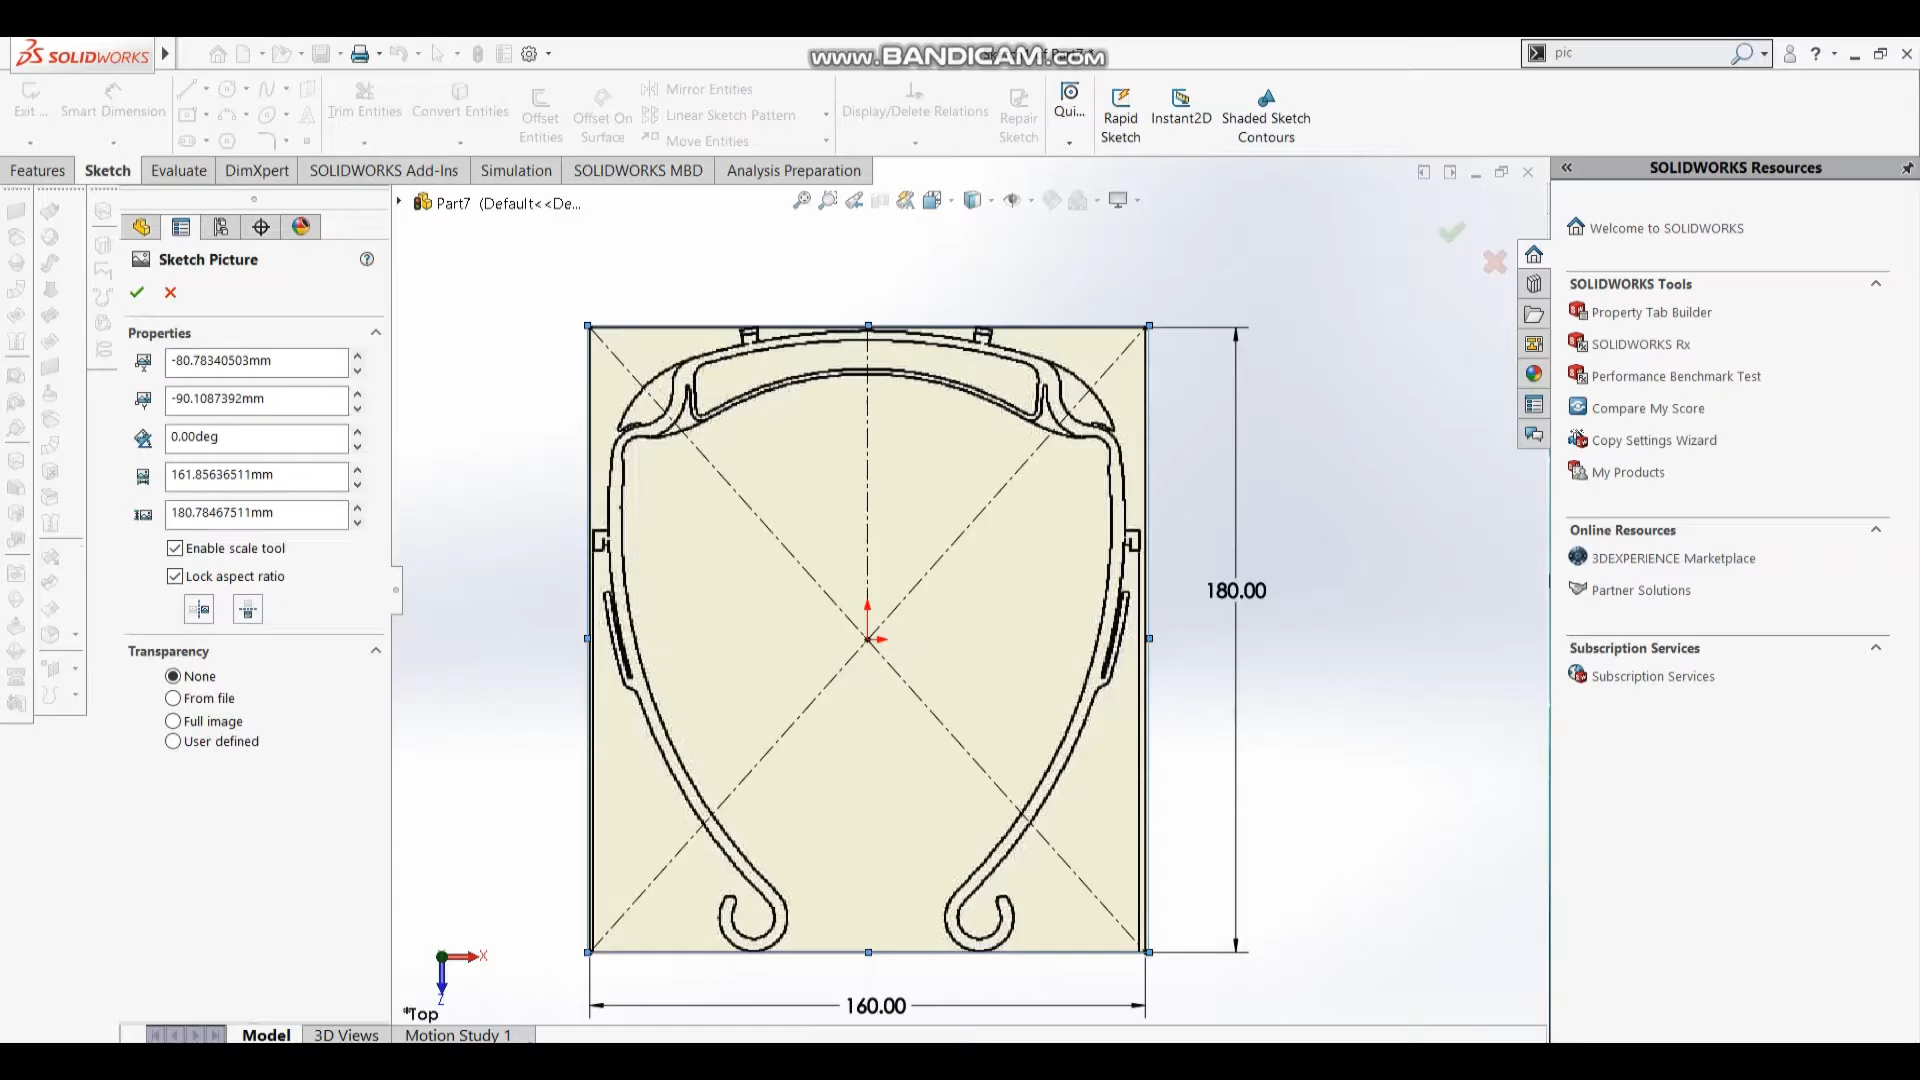 SOLIDWORKS
www.BANDICAM.com
pic
Exit ...
Smart Dimension
Trim Entities
Convert Entities
Offset Entities
Offset On Surface
Mirror Entities
Linear Sketch Pattern
Move Entities
Display/Delete Relations
Repair Sketch
Qui...
Rapid Sketch
Instant2D
Shaded Sketch Contours
Features
Sketch
Evaluate
DimXpert
SOLIDWORKS Add-Ins
Simulation
SOLIDWORKS MBD
Analysis Preparation
SOLIDWORKS Resources
Part7 (Default<<De...
Sketch Picture
Properties
-80.78340503mm
-90.1087392mm
0.00deg
161.85636511mm
180.78467511mm
Enable scale tool
Lock aspect ratio
Transparency
None
From file
Full image
User defined
180.00
160.00
X
Z
*Top
Model
3D Views
Motion Study 1
Welcome to SOLIDWORKS
SOLIDWORKS Tools
Property Tab Builder
SOLIDWORKS Rx
Performance Benchmark Test
Compare My Score
Copy Settings Wizard
My Products
Online Resources
3DEXPERIENCE Marketplace
Partner Solutions
Subscription Services
Subscription Services